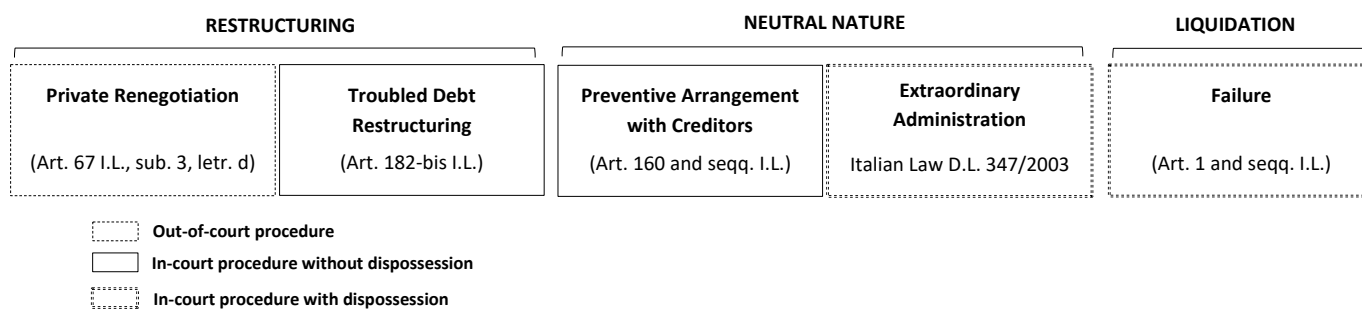 RESTRUCTURING
NEUTRAL NATURE
LIQUIDATION
Private Renegotiation
(Art. 67 I.L., sub. 3, letr. d)
Troubled Debt
Restructuring
(Art. 182-bis I.L.)
Preventive Arrangement
with Creditors
(Art. 160 and seqq. I.L.)
Extraordinary
Administration
Italian Law D.L. 347/2003
Failure
(Art. 1 and seqq. I.L.)
Out-of-court procedure
In-court procedure without dispossession
In-court procedure with dispossession